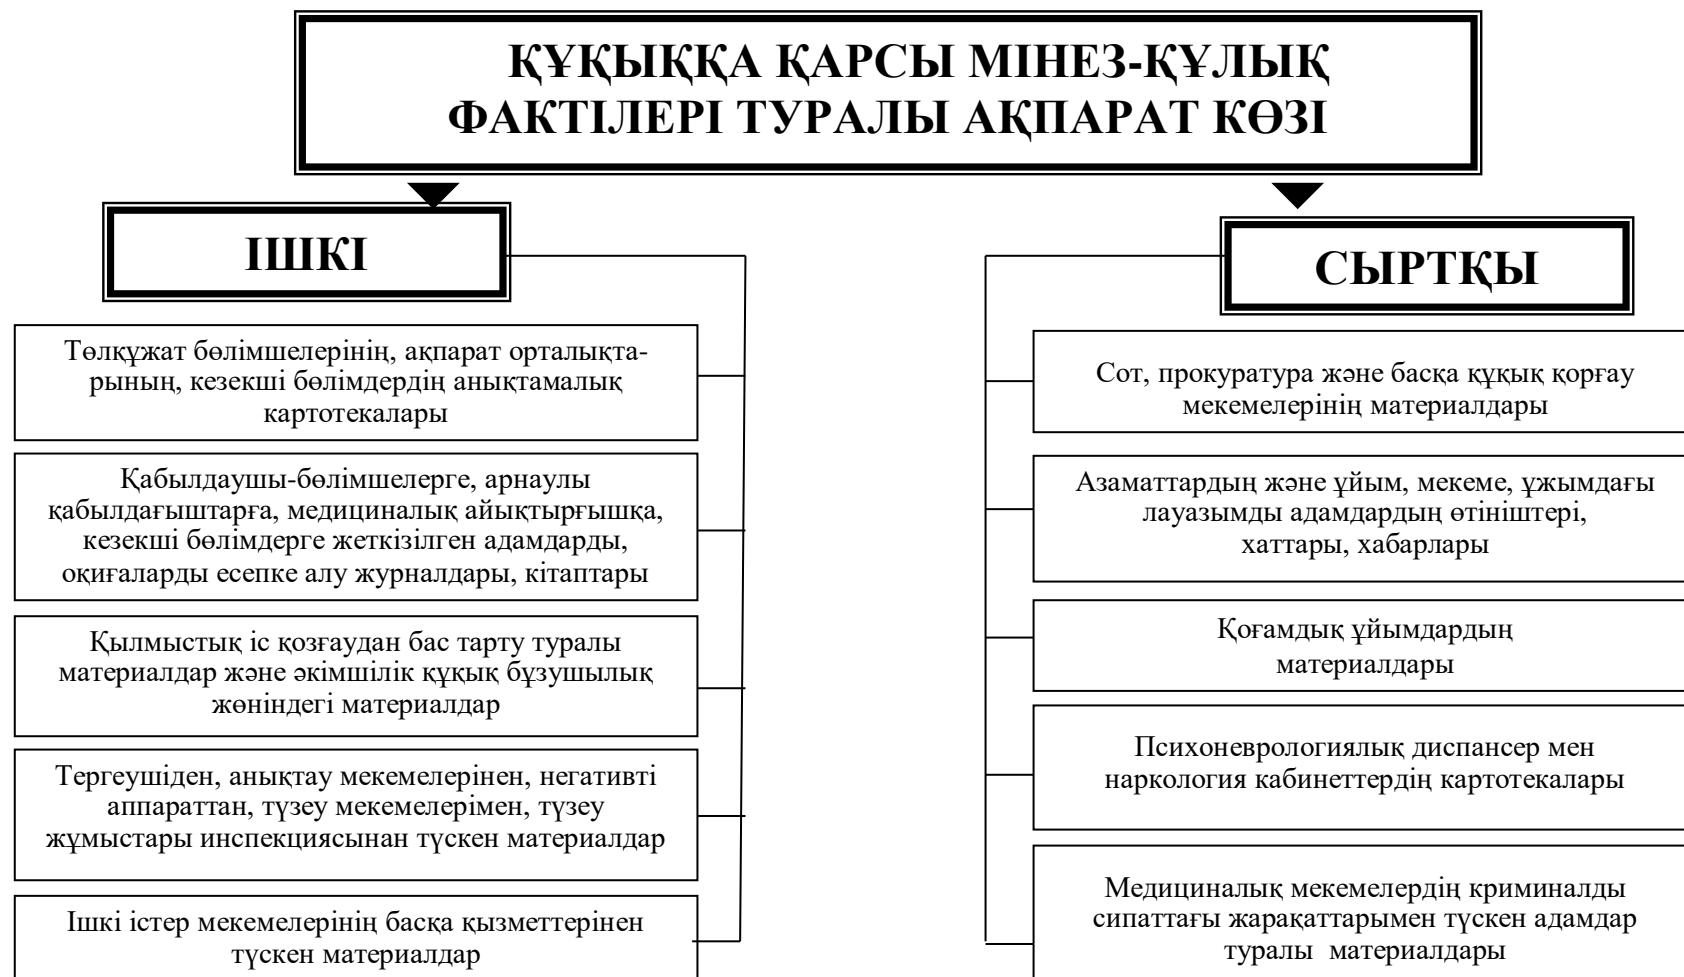 ҚҰҚЫҚҚА ҚАРСЫ МІНЕЗ-ҚҰЛЫҚ
ФАКТІЛЕРІ ТУРАЛЫ АҚПАРАТ КӨЗІ
ІШКІ
Төлқұжат бөлімшелерінің, ақпарат орталықта-
рының, кезекші бөлімдердің анықтамалық
картотекалары
Қабылдаушы-бөлімшелерге, арнаулы
қабылдағыштарға, медициналық айықтырғышқа,
кезекші бөлімдерге жеткізілген адамдарды,
оқиғаларды есепке алу журналдары, кітаптары
Қылмыстық іс қозғаудан бас тарту туралы
материалдар және әкімшілік құқық бұзушылық
жөніндегі материалдар
Тергеушіден, анықтау мекемелерінен, негативті
аппараттан, түзеу мекемелерімен, түзеу
жұмыстары инспекциясынан түскен материалдар
Ішкі істер мекемелерінің басқа қызметтерінен
түскен материалдар
СЫРТҚЫ
Сот, прокуратура және басқа құқық қорғау
мекемелерінің материалдары
Азаматтардың және ұйым, мекеме, ұжымдағы
лауазымды адамдардың өтініштері,
хаттары, хабарлары
Қоғамдық ұйымдардың
материалдары
Психоневрологиялық диспансер мен
наркология кабинеттердің картотекалары
Медициналық мекемелердің криминалды
сипаттағы жарақаттарымен түскен адамдар
туралы материалдары